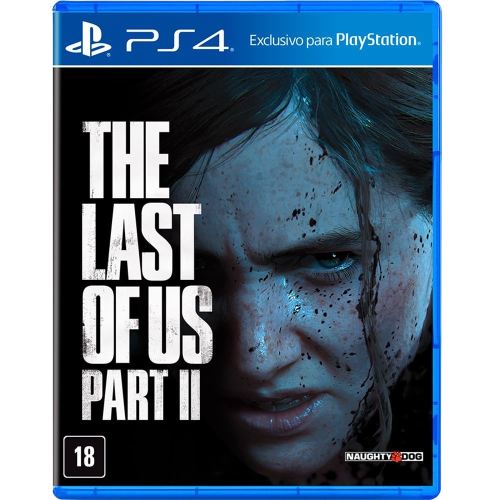 PS4
Exclusivo para PlayStation®
THE
LAST
OF US
PART II
18
NAUGHTY DOG